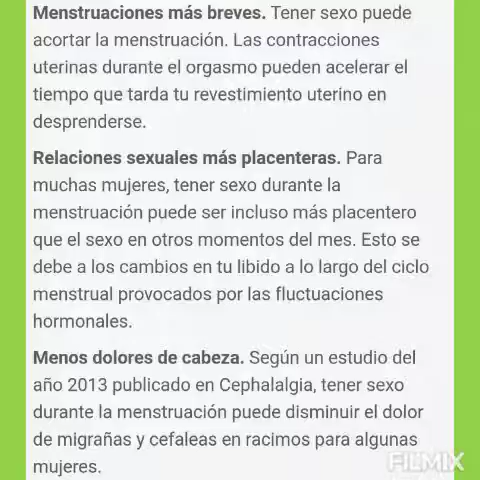 Menstruaciones más breves. Tener sexo puede
acortar la menstruación. Las contracciones
uterinas durante el orgasmo pueden acelerar el
tiempo que tarda tu revestimiento uterino en
desprenderse.
Relaciones sexuales más placenteras. Para
muchas mujeres, tener sexo durante la
menstruación puede ser incluso más placentero
que el sexo en otros momentos del mes. Esto se
debe a los cambios en tu libido a lo largo del ciclo
menstrual provocados por las fluctuaciones
hormonales.
Menos dolores de cabeza. Según un estudio del
año 2013 publicado en Cephalalgia, tener sexo
durante la menstruación puede disminuir el dolor
de migrañas y cefaleas en racimos para algunas
mujeres.
FILMIX